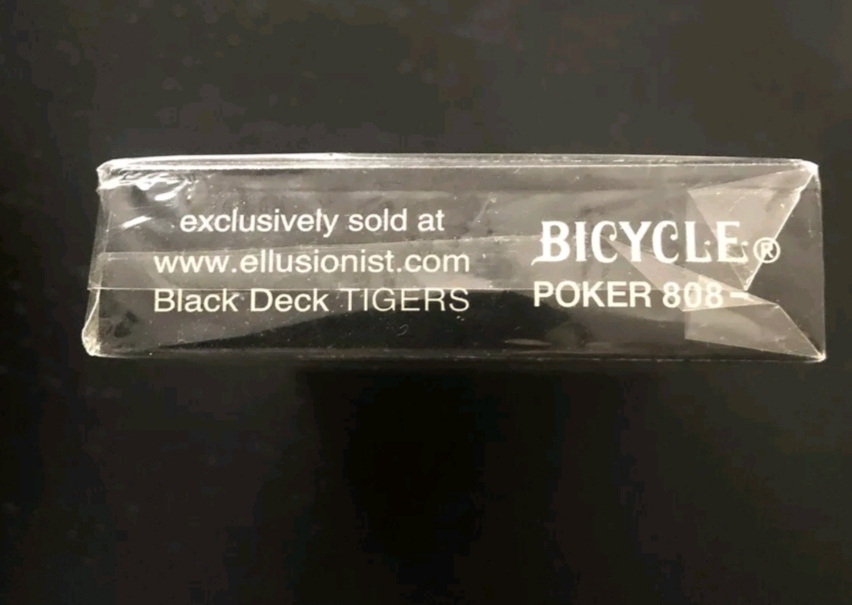 exclusively sold at
www.ellusionist.com
Black Deck TIGERS
BICYCLE®
POKER 808-